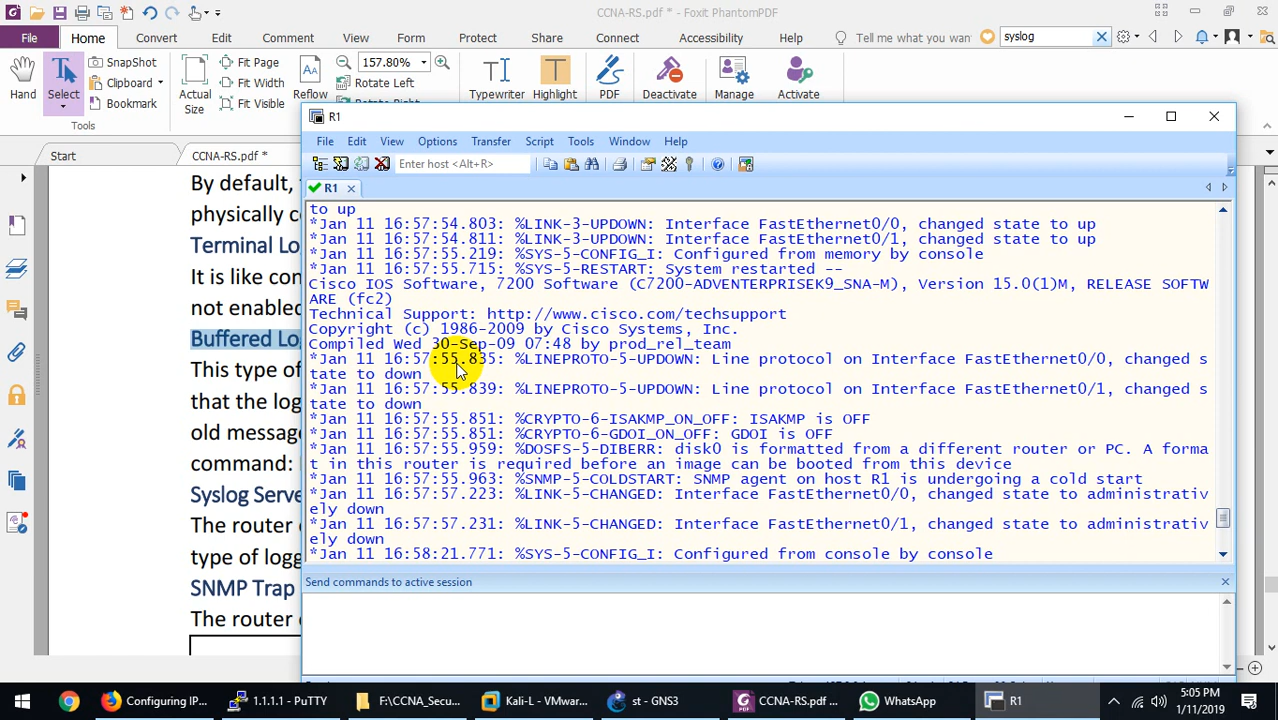 CCNA-RS.pdf * - Foxit PhantomPDF
File Home Convert Edit Comment View Form Protect Share Connect Accessibility Help Tell me what you want syslog
Hand
Select
SnapShot
Clipboard
Bookmark
Tools
Actual Size
Fit Page
Fit Width
Fit Visible
Reflow
157.80%
Rotate Left
Typewriter
Highlight
PDF
Deactivate
Manage
Activate
Start
CCNA-RS.pdf *
By default,
physically c
Terminal Lo
It is like con
not enabled
Buffered Lo
This type of
that the log
old messag
command:
Syslog Serve
The router
type of logg
SNMP Trap
The router
R1
File Edit View Options Transfer Script Tools Window Help
Enter host <Alt+R>
R1
to up
*Jan 11 16:57:54.803: %LINK-3-UPDOWN: Interface FastEthernet0/0, changed state to up
*Jan 11 16:57:54.811: %LINK-3-UPDOWN: Interface FastEthernet0/1, changed state to up
*Jan 11 16:57:55.219: %SYS-5-CONFIG_I: Configured from memory by console
*Jan 11 16:57:55.715: %SYS-5-RESTART: System restarted --
Cisco IOS Software, 7200 Software (C7200-ADVENTERPRISEK9_SNA-M), Version 15.0(1)M, RELEASE SOFTW
ARE (fc2)
Technical Support: http://www.cisco.com/techsupport
Copyright (c) 1986-2009 by Cisco Systems, Inc.
Compiled Wed 30-Sep-09 07:48 by prod_rel_team
*Jan 11 16:57:55.835: %LINEPROTO-5-UPDOWN: Line protocol on Interface FastEthernet0/0, changed s
tate to down
*Jan 11 16:57:55.839: %LINEPROTO-5-UPDOWN: Line protocol on Interface FastEthernet0/1, changed s
tate to down
*Jan 11 16:57:55.851: %CRYPTO-6-ISAKMP_ON_OFF: ISAKMP is OFF
*Jan 11 16:57:55.851: %CRYPTO-6-GDOI_ON_OFF: GDOI is OFF
*Jan 11 16:57:55.959: %DOSFS-5-DIBERR: disk0 is formatted from a different router or PC. A forma
t in this router is required before an image can be booted from this device
*Jan 11 16:57:55.963: %SNMP-5-COLDSTART: SNMP agent on host R1 is undergoing a cold start
*Jan 11 16:57:57.223: %LINK-5-CHANGED: Interface FastEthernet0/0, changed state to administrativ
ely down
*Jan 11 16:57:57.231: %LINK-5-CHANGED: Interface FastEthernet0/1, changed state to administrativ
ely down
*Jan 11 16:58:21.771: %SYS-5-CONFIG_I: Configured from console by console
Send commands to active session
Configuring IP... 1.1.1.1 - PuTTY F:\CCNA_Secu... Kali-L - VMwar... st - GNS3 CCNA-RS.pdf ... WhatsApp R1
5:05 PM
1/11/2019